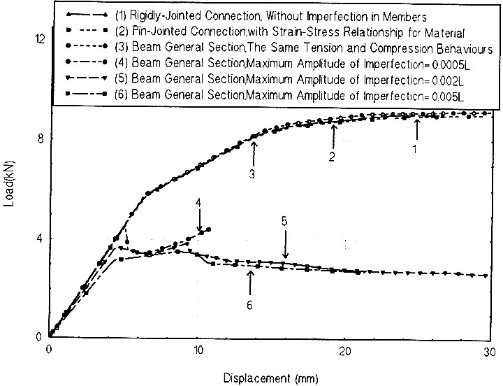 (1) Rigidly-Jointed Connection, Without Imperfection in Members
(2) Pin-Jointed Connection,with Strain-Stress Relationship for Material
(3) Beam General Section,The Same Tension and Compression Behaviours
(4) Beam General Section,Maximum Amplitude of Imperfection=0.0005L
(5) Beam General Section,Maximum Amplitude of Imperfection=0.002L
(6) Beam General Section,Maximum Amplitude of Imperfection=0.005L
12
8
4
0
Load(kN)
1
2
3
4
5
6
0
10
20
30
Displacement (mm)